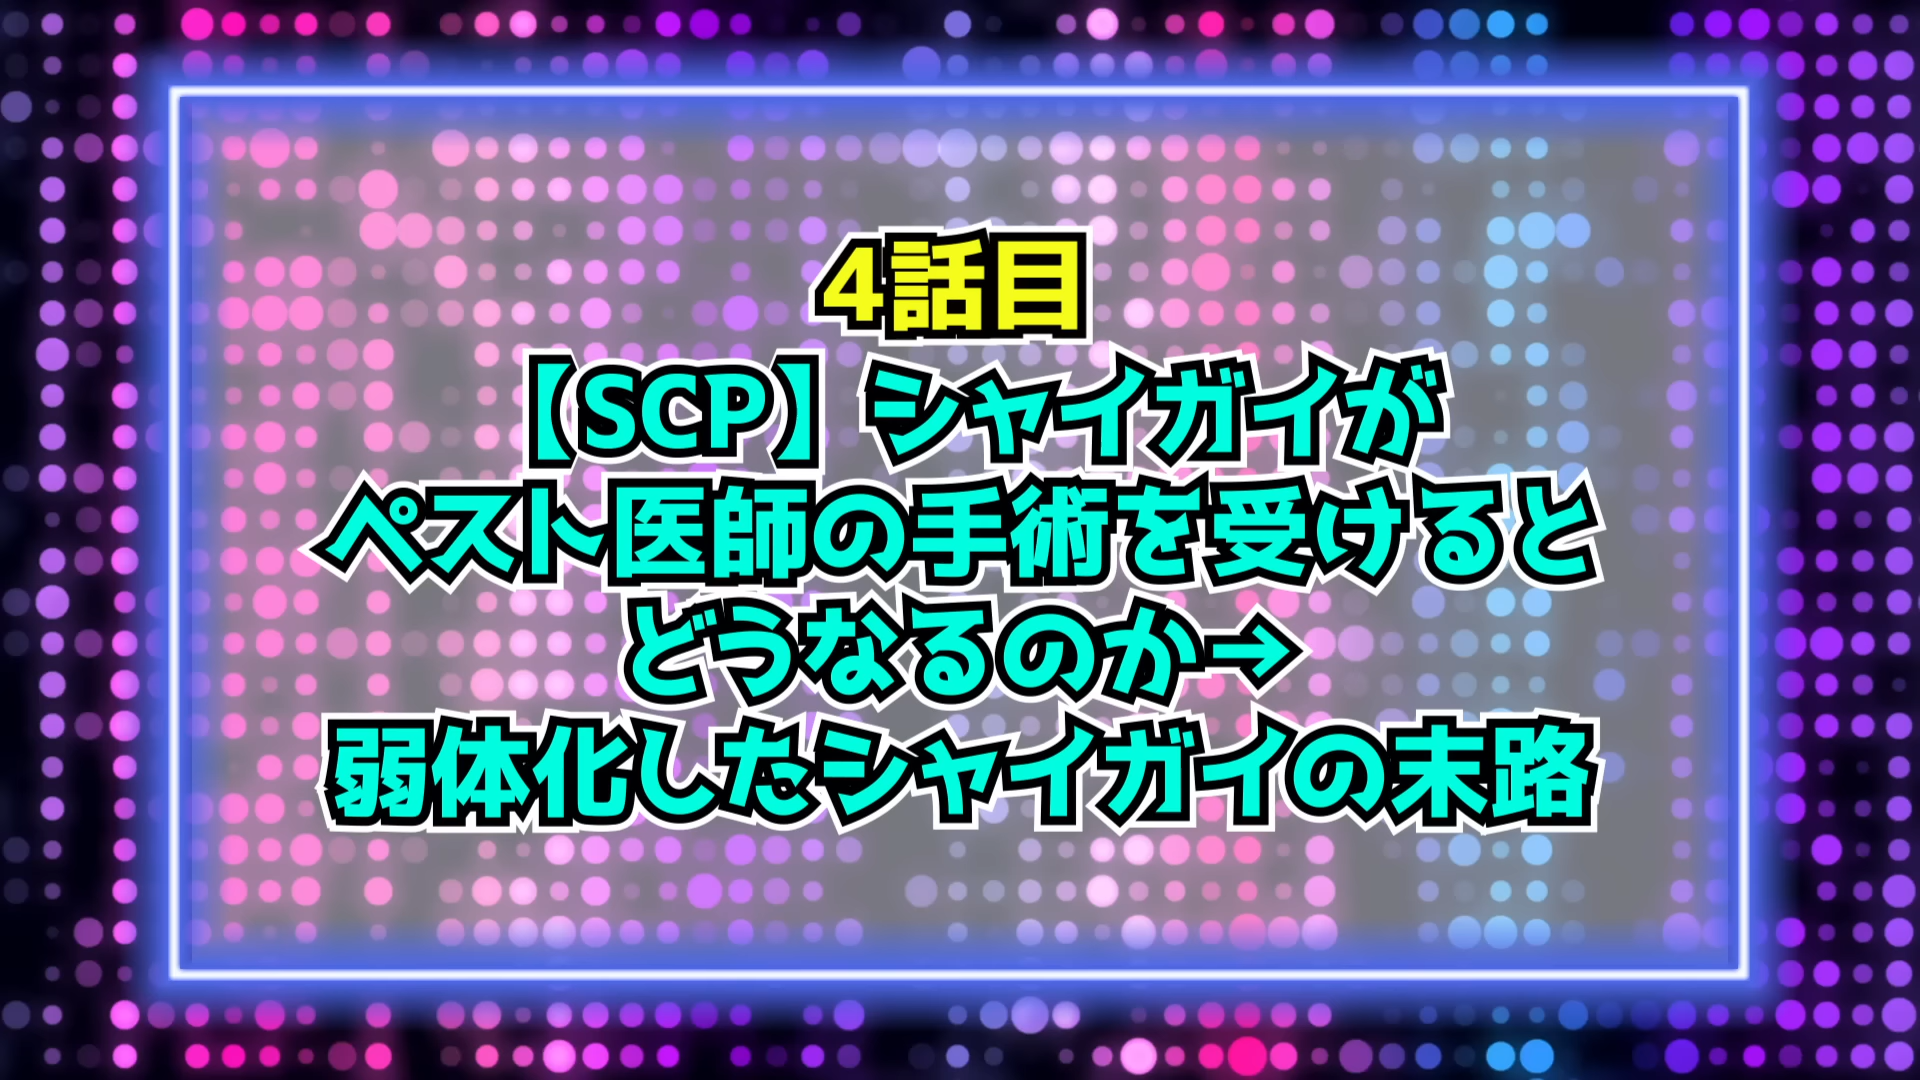 4話目
【SCP】シャイガイが
ペスト医師の手術を受けると
どうなるのか→
弱体化したシャイガイの末路